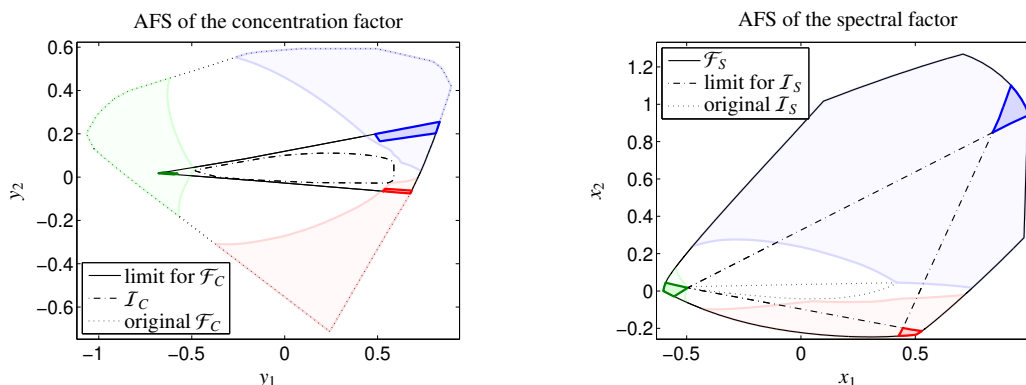 AFS of the concentration factor
0.6
0.4
0.2
0
−0.2
−0.4
−0.6
y2
limit for FC
IC
original FC
−1
−0.5
0
0.5
y1
AFS of the spectral factor
1.2
1
0.8
0.6
0.4
0.2
0
−0.2
x2
FS
limit for IS
original IS
−0.5
0
0.5
1
x1